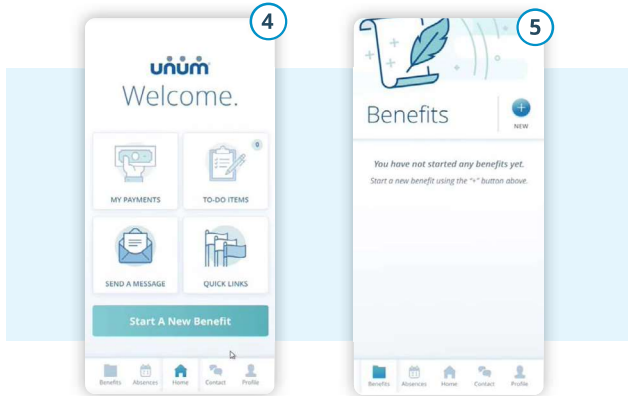 4
unum
Welcome.
0
MY PAYMENTS
TO-DO ITEMS
SEND A MESSAGE
QUICK LINKS
Start A New Benefit
Benefits
Absences
Home
Contact
Profile
5
Benefits
+
NEW
You have not started any benefits yet.
Start a new benefit using the "+" button above.
Benefits
Absences
Home
Contact
Profile